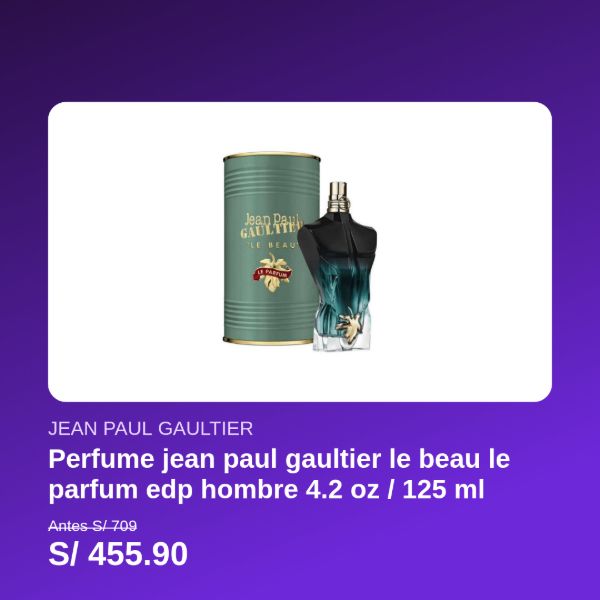 Jean Paul
GAULTIER
"LE BEAU"
LE PARFUM
JEAN PAUL GAULTIER
Perfume jean paul gaultier le beau le
parfum edp hombre 4.2 oz / 125 ml
Antes S/ 709
S/ 455.90